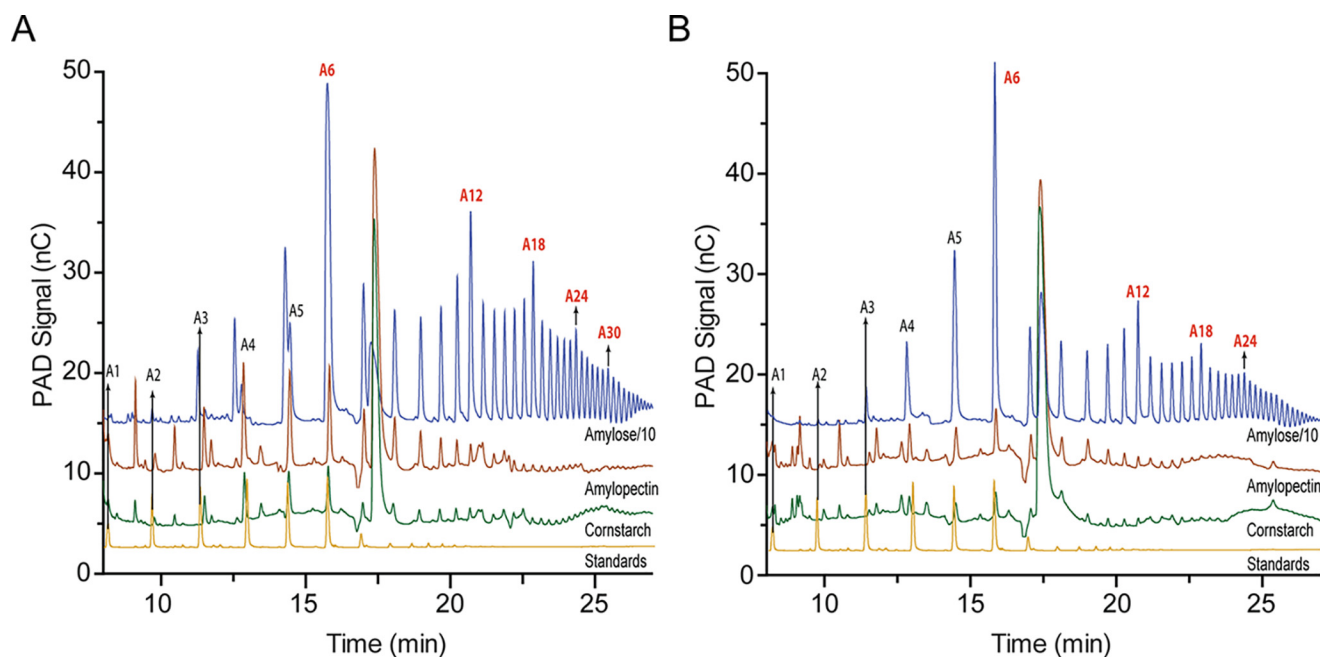 A
PAD Signal (nC)
50
40
30
20
10
0
A1
A2
A3
A4
A5
A6
A12
A18
A24
A30
Amylose/10
Amylopectin
Cornstarch
Standards
10
15
20
25
Time (min)
B
PAD Signal (nC)
50
40
30
20
10
0
A1
A2
A3
A4
A5
A6
A12
A18
A24
Amylose/10
Amylopectin
Cornstarch
Standards
10
15
20
25
Time (min)